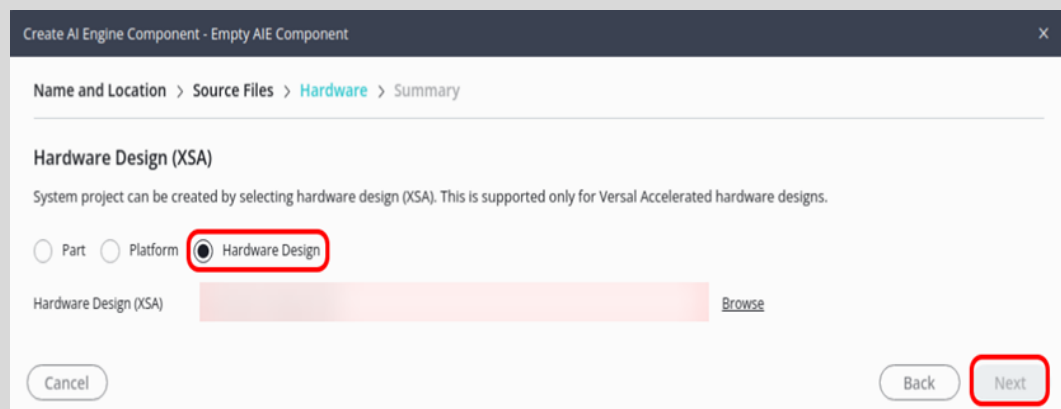 Create AI Engine Component - Empty AIE Component X
Name and Location > Source Files > Hardware > Summary
Hardware Design (XSA)
System project can be created by selecting hardware design (XSA). This is supported only for Versal Accelerated hardware designs.
Part Platform Hardware Design
Hardware Design (XSA) Browse
Cancel Back Next